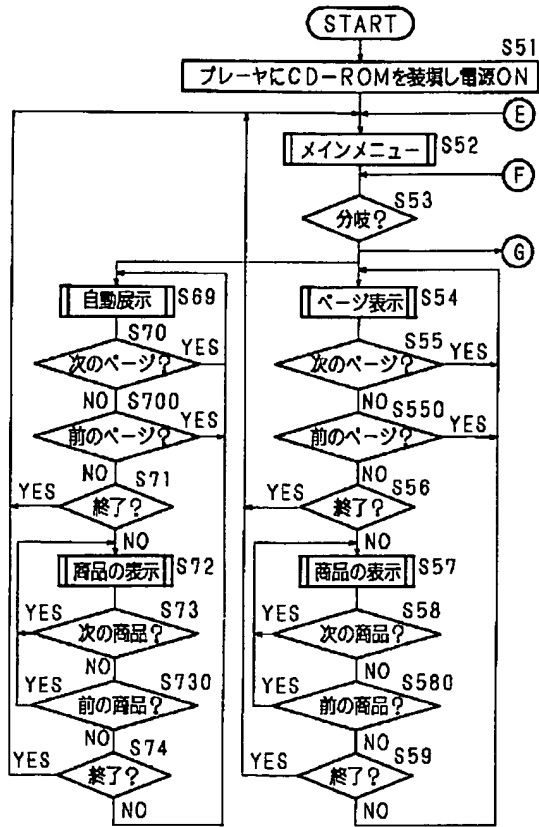 START
S51
プレーヤにCD-ROMを装填し電源ON
E
メインメニュー S52
F
S53
分岐?
G
自動展示 S69
S70
次のページ? YES
NO S700
前のページ? YES
NO S71
YES 終了?
NO
商品の表示 S72
YES S73
次の商品?
NO S730
YES 前の商品?
NO S74
YES 終了?
NO
ページ表示 S54
S55
次のページ? YES
NO S550
前のページ? YES
NO S56
YES 終了?
NO
商品の表示 S57
YES S58
次の商品?
NO S580
YES 前の商品?
NO S59
YES 終了?
NO